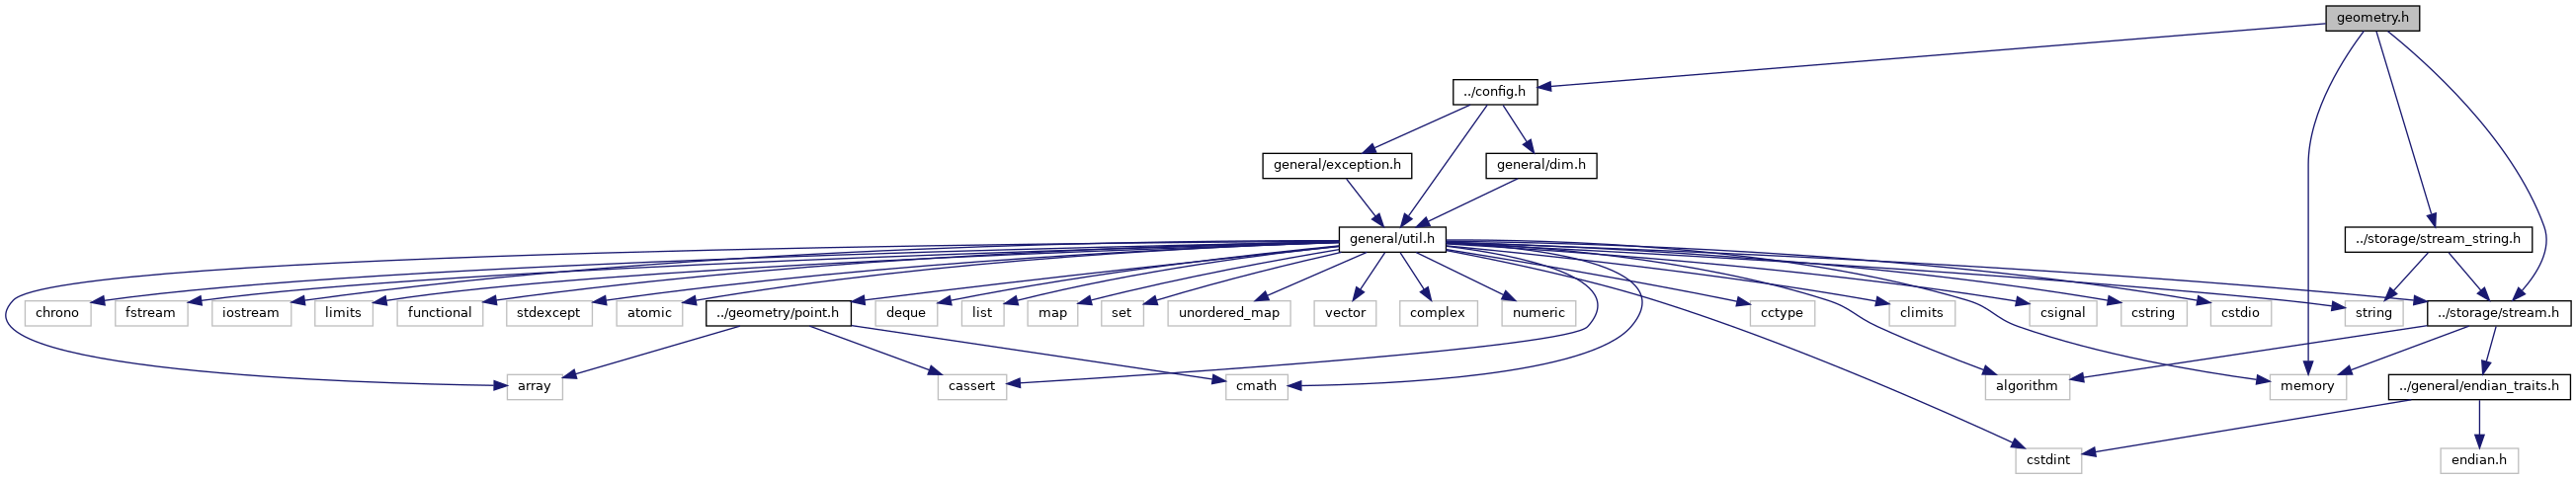 geometry.h
../config.h
general/exception.h
general/dim.h
general/util.h
../storage/stream_string.h
chrono
fstream
iostream
limits
functional
stdexcept
atomic
../geometry/point.h
deque
list
map
set
unordered_map
vector
complex
numeric
cctype
climits
csignal
cstring
cstdio
string
../storage/stream.h
array
cassert
cmath
algorithm
memory
../general/endian_traits.h
cstdint
endian.h